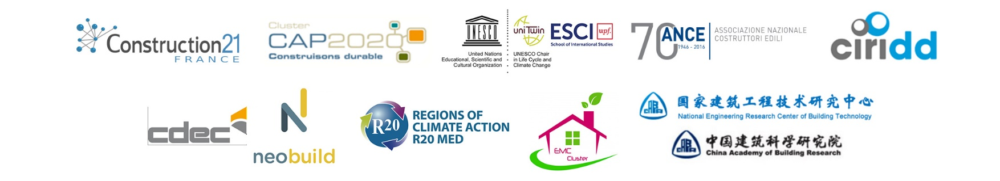 Construction21
FRANCE
Cluster
CAP2020
Construisons durable
UNESCO
United Nations
Educational, Scientific and
Cultural Organization
uniTwin
UNESCO Chair
in Life Cycle and
Climate Change
ESCI upf.
School of International Studies
70 ANCE
1946 - 2016
ASSOCIAZIONE NAZIONALE
COSTRUTTORI EDILI
ciridd
cdec
neobuild
R20
REGIONS OF
CLIMATE ACTION
R20 MED
EMC
Cluster
国家建筑工程技术研究中心
National Engineering Research Center of Building Technology
中国建筑科学研究院
China Academy of Building Research